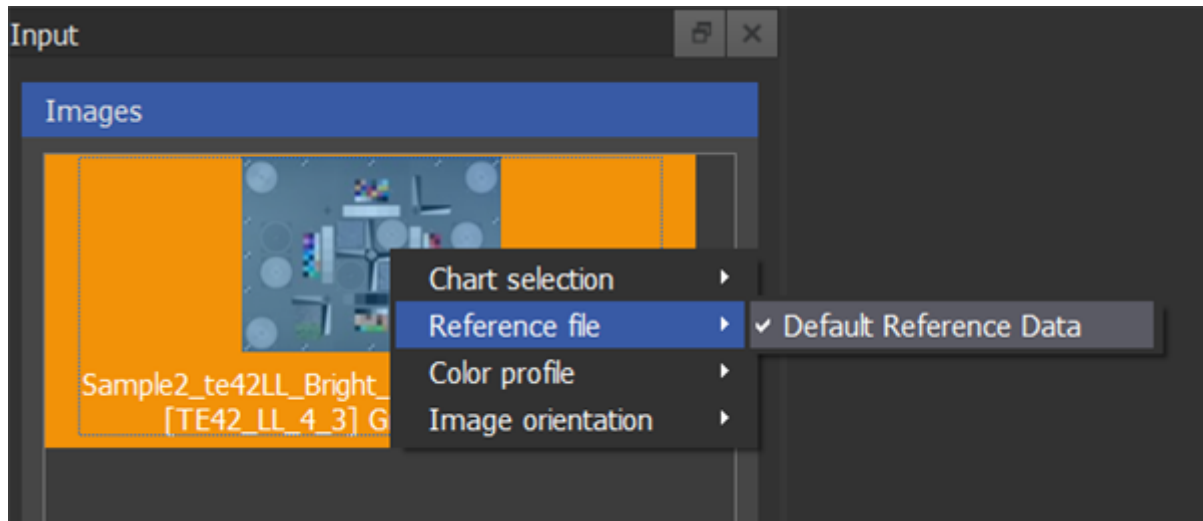 Input
Images
Chart selection
Reference file
Default Reference Data
Color profile
Image orientation
Sample2_te42LL_Bright_
[TE42_LL_4_3] G